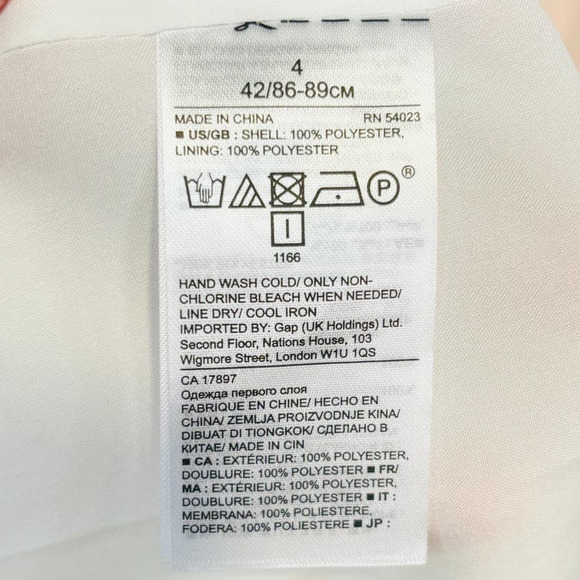 4
42/86-89см
MADE IN CHINA RN 54023
■ US/GB : SHELL: 100% POLYESTER,
LINING: 100% POLYESTER
P ®
I
1166
HAND WASH COLD/ ONLY NON-
CHLORINE BLEACH WHEN NEEDED/
LINE DRY/ COOL IRON
IMPORTED BY: Gap (UK Holdings) Ltd.
Second Floor, Nations House, 103
Wigmore Street, London W1U 1QS
CA 17897
Одежда первого слоя
FABRIQUE EN CHINE/ HECHO EN
CHINA/ ZEMLJA PROIZVODNJE KINA/
DIBUAT DI TIONGKOK/ СДЕЛАНО В
КИТАЕ/ MADE IN CIN
■ CA : EXTÉRIEUR: 100% POLYESTER,
DOUBLURE: 100% POLYESTER ■ FR/
MA : EXTÉRIEUR: 100% POLYESTER,
DOUBLURE: 100% POLYESTER ■ IT :
MEMBRANA: 100% POLIESTERE,
FODERA: 100% POLIESTERE ■ JP :